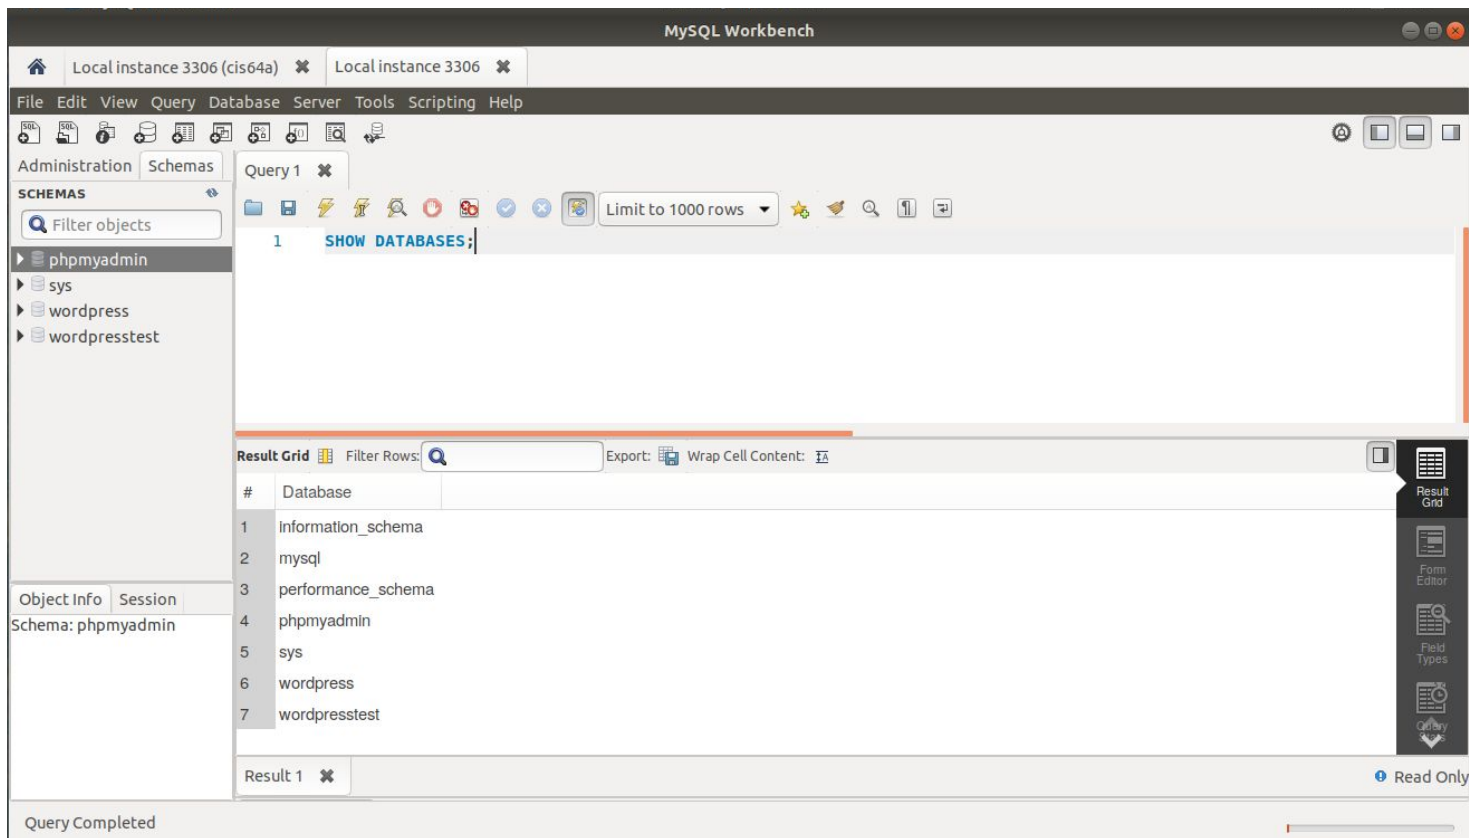 MySQL Workbench
Local instance 3306 (cis64a) Local instance 3306
File Edit View Query Database Server Tools Scripting Help
Administration Schemas
Query 1
SCHEMAS
Filter objects
Limit to 1000 rows
1 SHOW DATABASES;
phpmyadmin
sys
wordpress
wordpresstest
Result Grid Filter Rows: Export: Wrap Cell Content:
# Database
1 information_schema
2 mysql
3 performance_schema
4 phpmyadmin
5 sys
6 wordpress
7 wordpresstest
Result
Grid
Form
Editor
Field
Types
Query
Stats
Object Info Session
Schema: phpmyadmin
Result 1
Read Only
Query Completed